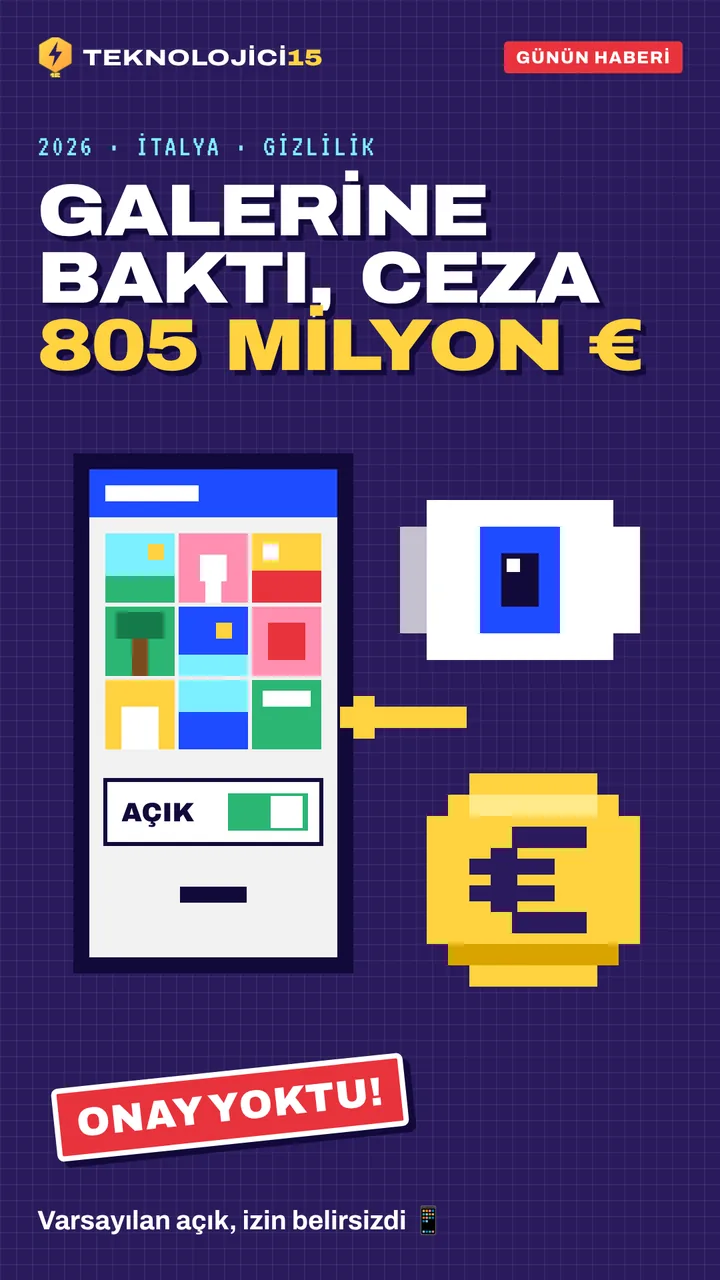 TEKNOLOJİCİ15
GÜNÜN HABERİ
2026 · İTALYA · GİZLİLİK
GALERİNE
BAKTI, CEZA
805 MİLYON €
AÇIK
€
ONAY YOKTU!
Varsayılan açık, izin belirsizdi 📱